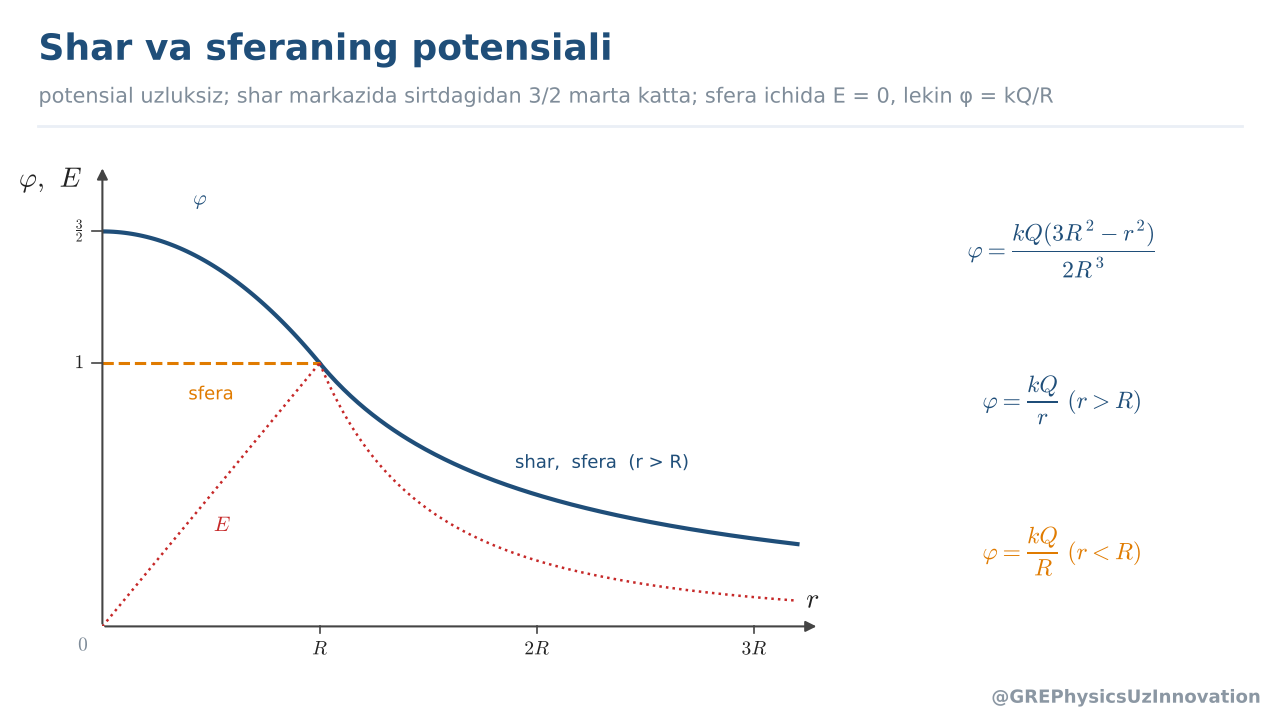 Shar va sferaning potensiali
potensial uzluksiz; shar markazida sirtdagidan 3/2 marta katta; sfera ichida E = 0, lekin φ = kQ/R
φ, E
φ
3/2
φ = kQ(3R² − r²) / 2R³
1
sfera
φ = kQ/r (r > R)
shar, sfera (r > R)
E
φ = kQ/R (r < R)
r
0
R 2R 3R
@GREPhysicsUzInnovation